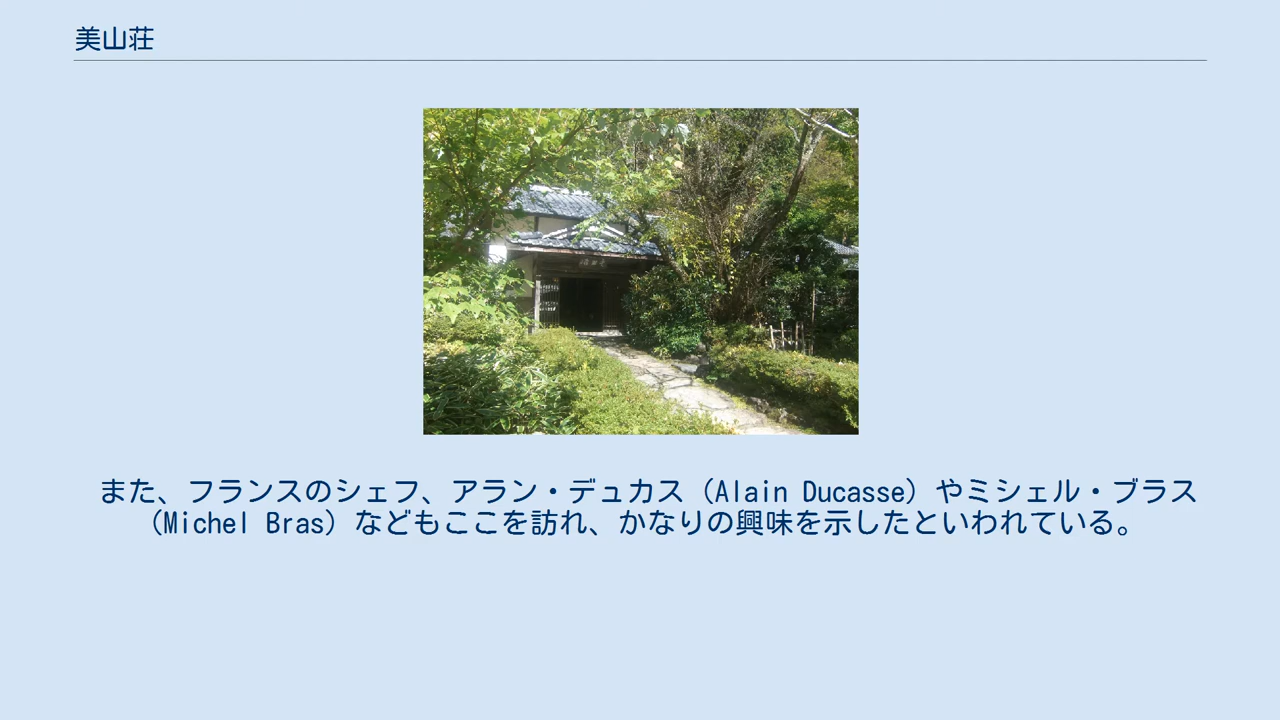 美山荘
また、フランスのシェフ、アラン・デュカス（Alain Ducasse）やミシェル・ブラス
（Michel Bras）などもここを訪れ、かなりの興味を示したといわれている。